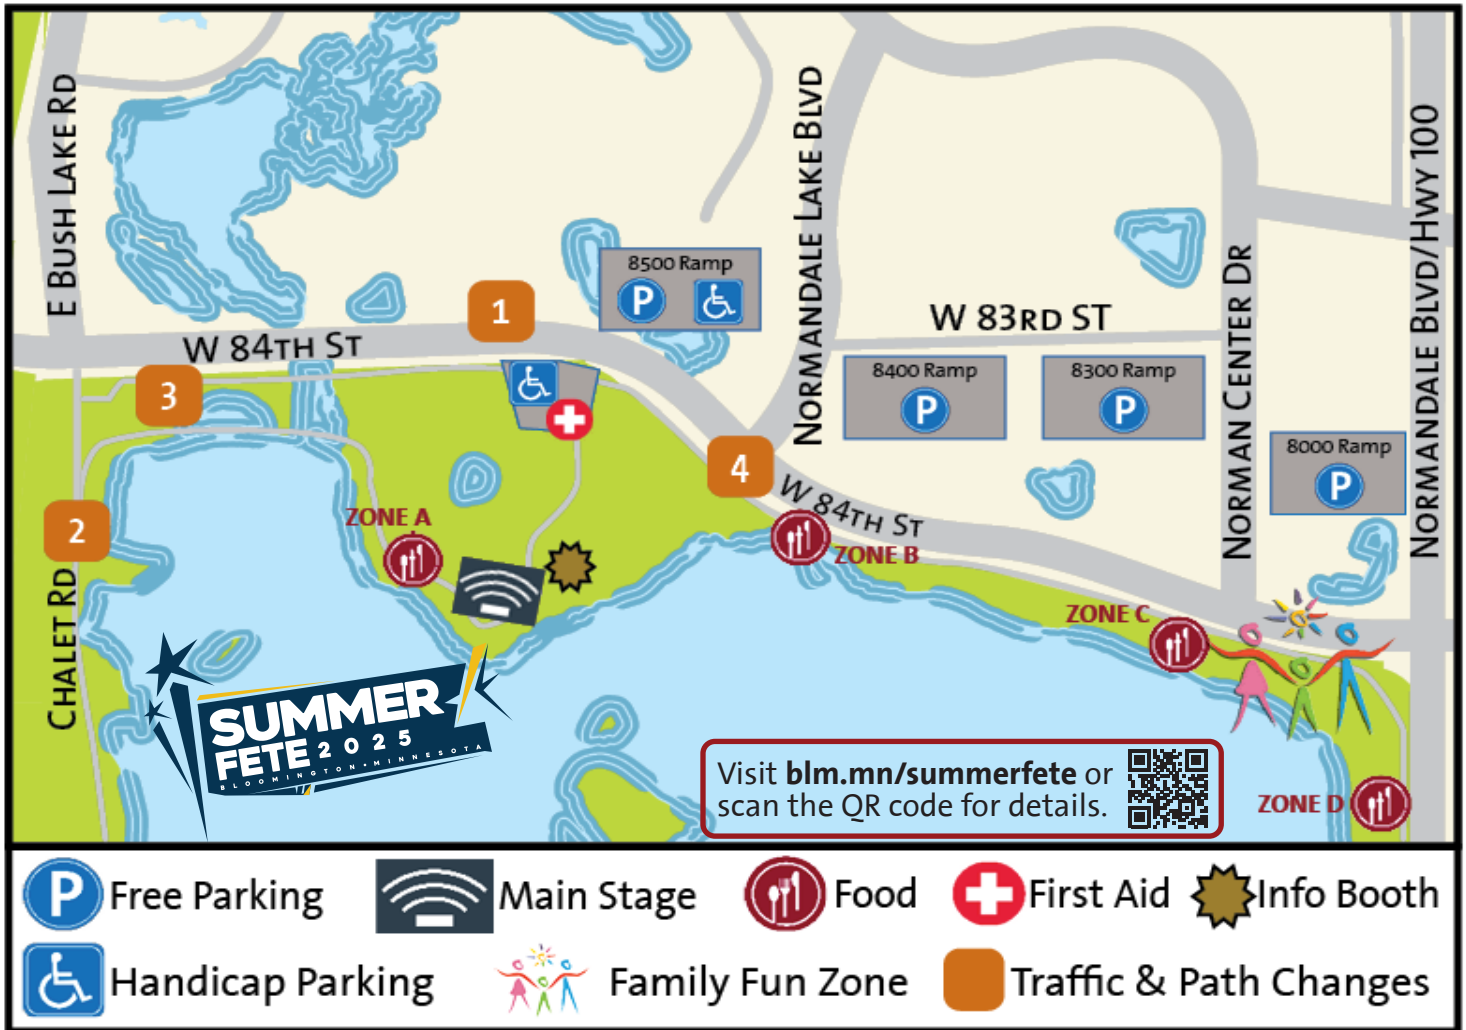 E BUSH LAKE RD
NORMANDALE LAKE BLVD
NORMANDALE BLVD/HWY 100
NORMAN CENTER DR
8500 Ramp
P
1
W 83RD ST
W 84TH ST
8400 Ramp
P
8300 Ramp
P
3
8000 Ramp
P
4
W 84TH ST
2
ZONE A
ZONE B
CHALET RD
ZONE C
SUMMER
FETE 2025
BLOOMINGTON•MINNESOTA
Visit blm.mn/summerfete or
scan the QR code for details.
ZONE D
P Free Parking
Main Stage
Food
First Aid
Info Booth
Handicap Parking
Family Fun Zone
Traffic & Path Changes